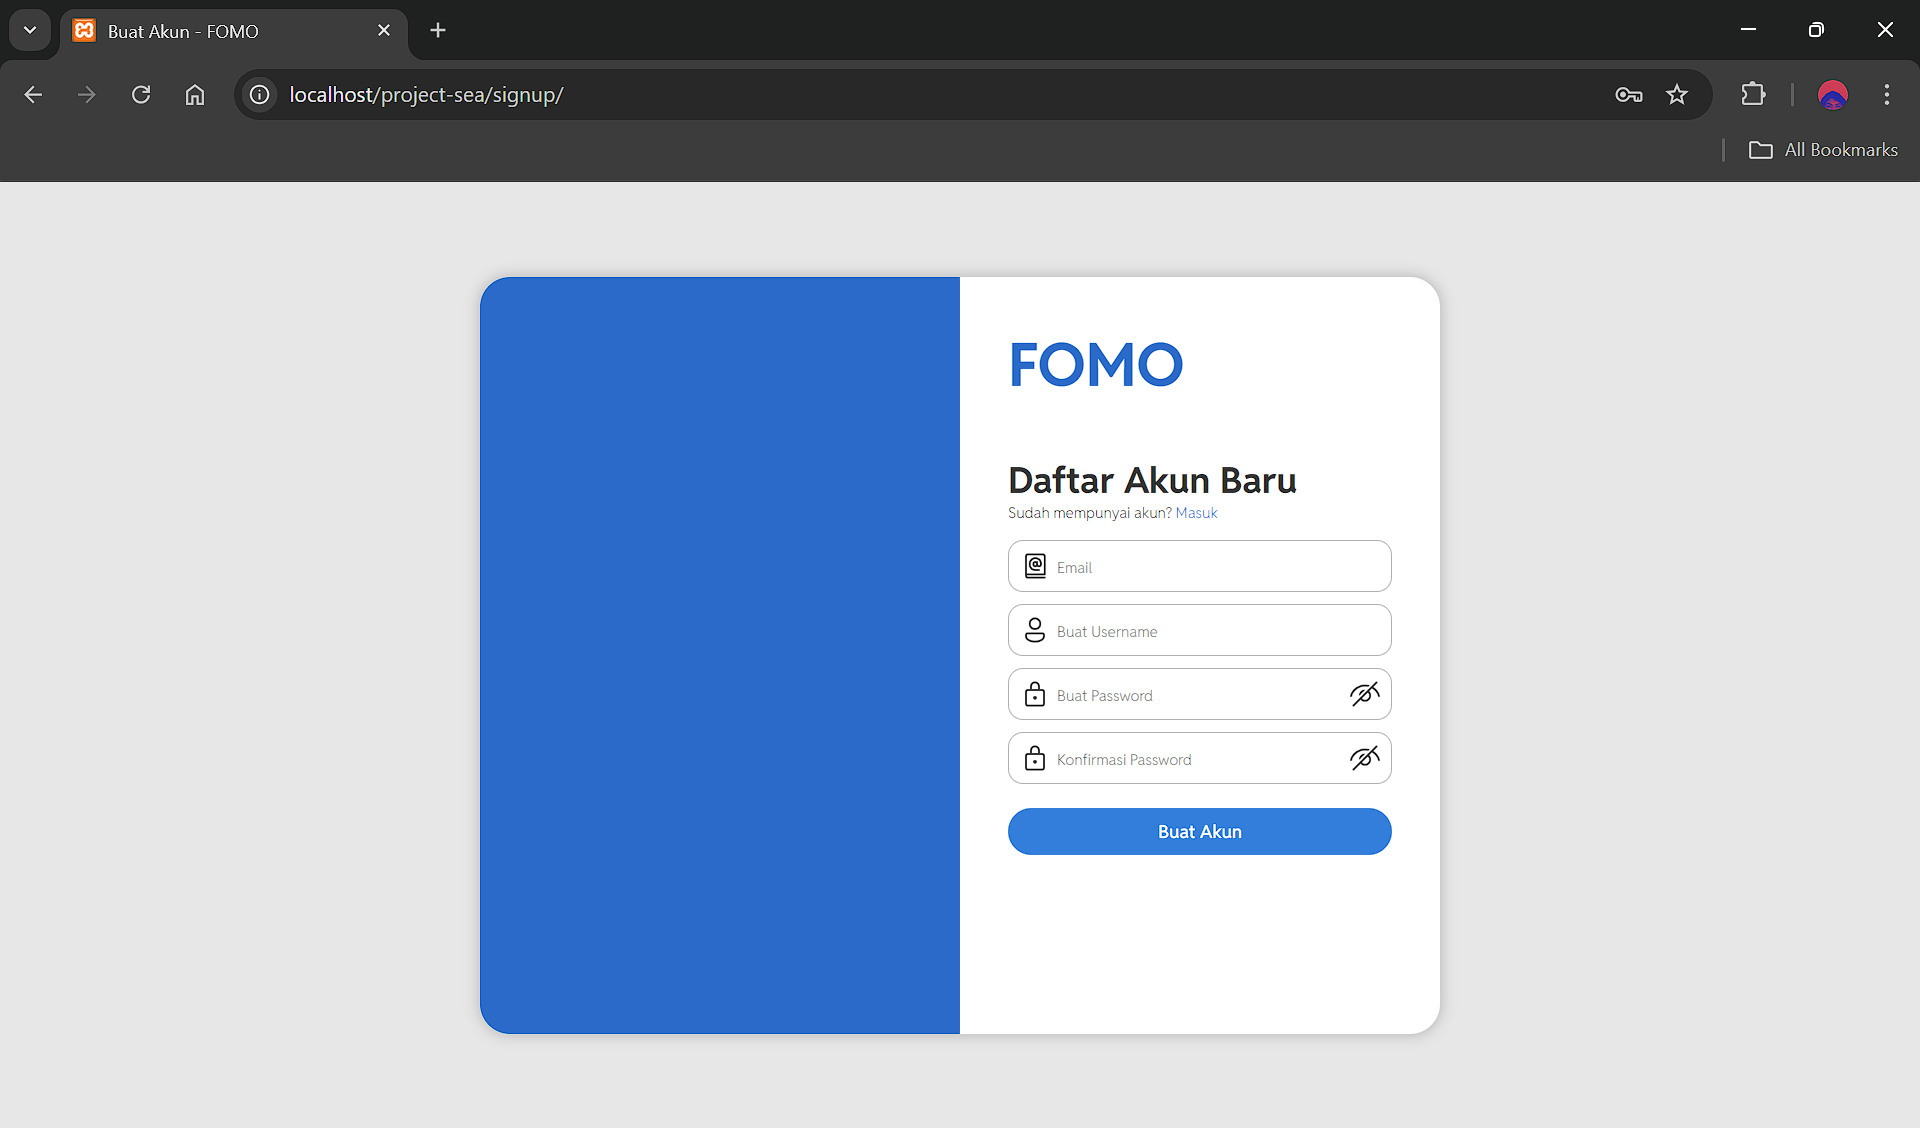 Buat Akun - FOMO
localhost/project-sea/signup/
All Bookmarks
FOMO
Daftar Akun Baru
Sudah mempunyai akun? Masuk
Email
Buat Username
Buat Password
Konfirmasi Password
Buat Akun